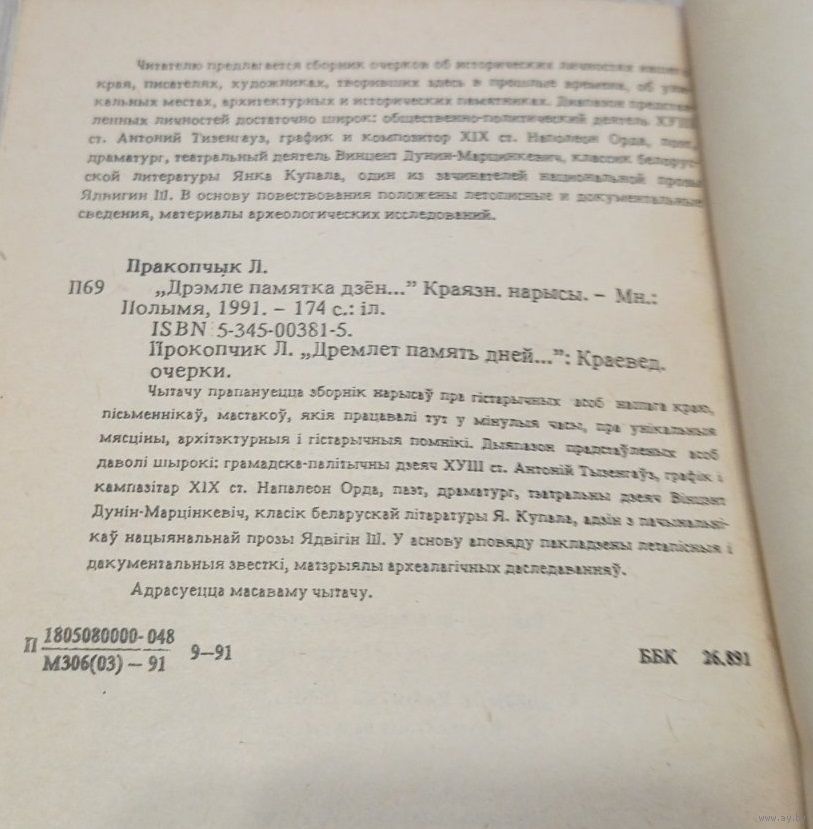 Читателю предлагается сборник очерков об исторических личностях нашего
края, писателях, художниках, творивших здесь в прошлые времена, об уни-
кальных местах, архитектурных и исторических памятниках. Диапазон представ-
ленных личностей достаточно широк: общественно-политический деятель ХУШ
ст. Антоний Тизенгауз, график и композитор XIX ст. Наполеон Орда, поэт,
драматург, театральный деятель Винцент Дунин-Марцинкевич, классик белорус-
ской литературы Янка Купала, один из зачинателей национальной прозы
Ядвигин Ш. В основу повествования положены летописные и документальные
сведения, материалы археологических исследований.
Пракопчык Л.
П69 „Дрэмле памятка дзён...” Краязн. нарысы. – Мн.:
Полымя, 1991. – 174 с.: іл.
ISBN 5-345-00381-5.
Прокопчик Л. „Дремлет память дней...”: Краевед.
очерки.
Чытачу прапануецца зборнік нарысаў пра гістарычных асоб нашага краю,
пісьменнікаў, мастакоў, якія працавалі тут у мінулыя часы, пра унікальныя
мясціны, архітэктурныя і гістарычныя помнікі. Дыяпазон прадстаўленых асоб
даволі шырокі: грамадска-палітычны дзеяч ХУШ ст. Антоній Тызенгаўз, графік і
кампазітар XIX ст. Напалеон Орда, паэт, драматург, тэатральны дзеяч Вінцэнт
Дунін-Марцінкевіч, класік беларускай літаратуры Я. Купала, адзін з пачынальні-
каў нацыянальнай прозы Ядвігін Ш. У аснову аповяду пакладзены летапісныя і
дакументальныя звесткі, матэрыялы археалагічных даследаванняў.
Адрасуецца масаваму чытачу.
П 1805080000-048
М306(03) – 91 9–91 ББК 26.891
www.ay.by